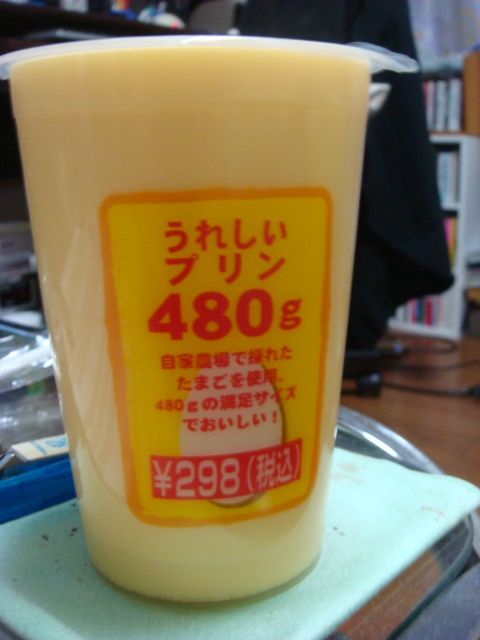 うれしい
プリン
480g
自家農場で採れた
たまごを使用、
480gの満足サイズ
でおいしい！
¥298(税込)